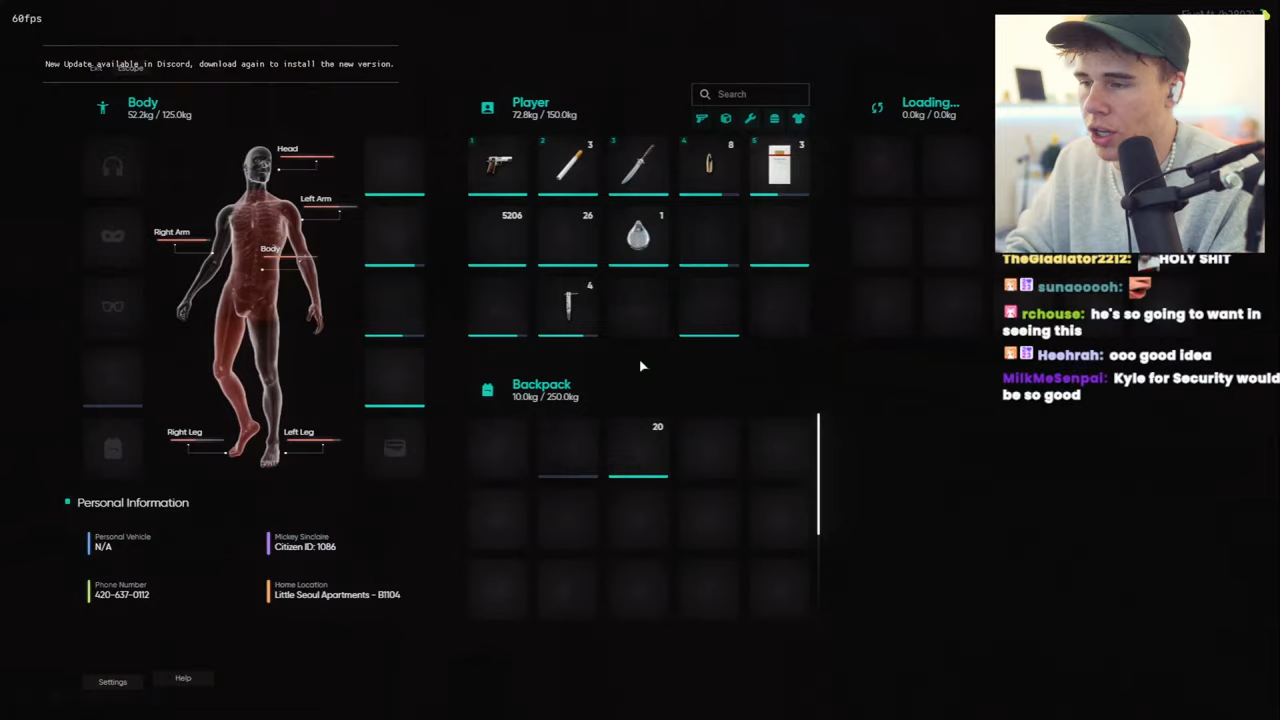 60fps
New Update available in Discord, download again to install the new version.
Exit
Escape
Body
52.2kg / 125.0kg
Head
Left Arm
Right Arm
Body
Right Leg
Left Leg
Personal Information
Personal Vehicle
N/A
Mickey Sinclaire
Citizen ID: 1086
Phone Number
420-637-0112
Home Location
Little Seoul Apartments - B1104
Settings
Help
Player
72.8kg / 150.0kg
Search
1
2
3
3
4
8
5
3
5206
26
1
4
Backpack
10.0kg / 250.0kg
20
Loading...
0.0kg / 0.0kg
TheGladiator2212: HOLY SHIT
sunaooooh:
rchouse: he's so going to want in
seeing this
Heehrah: ooo good idea
MilkMeSenpai: Kyle for Security would
be so good